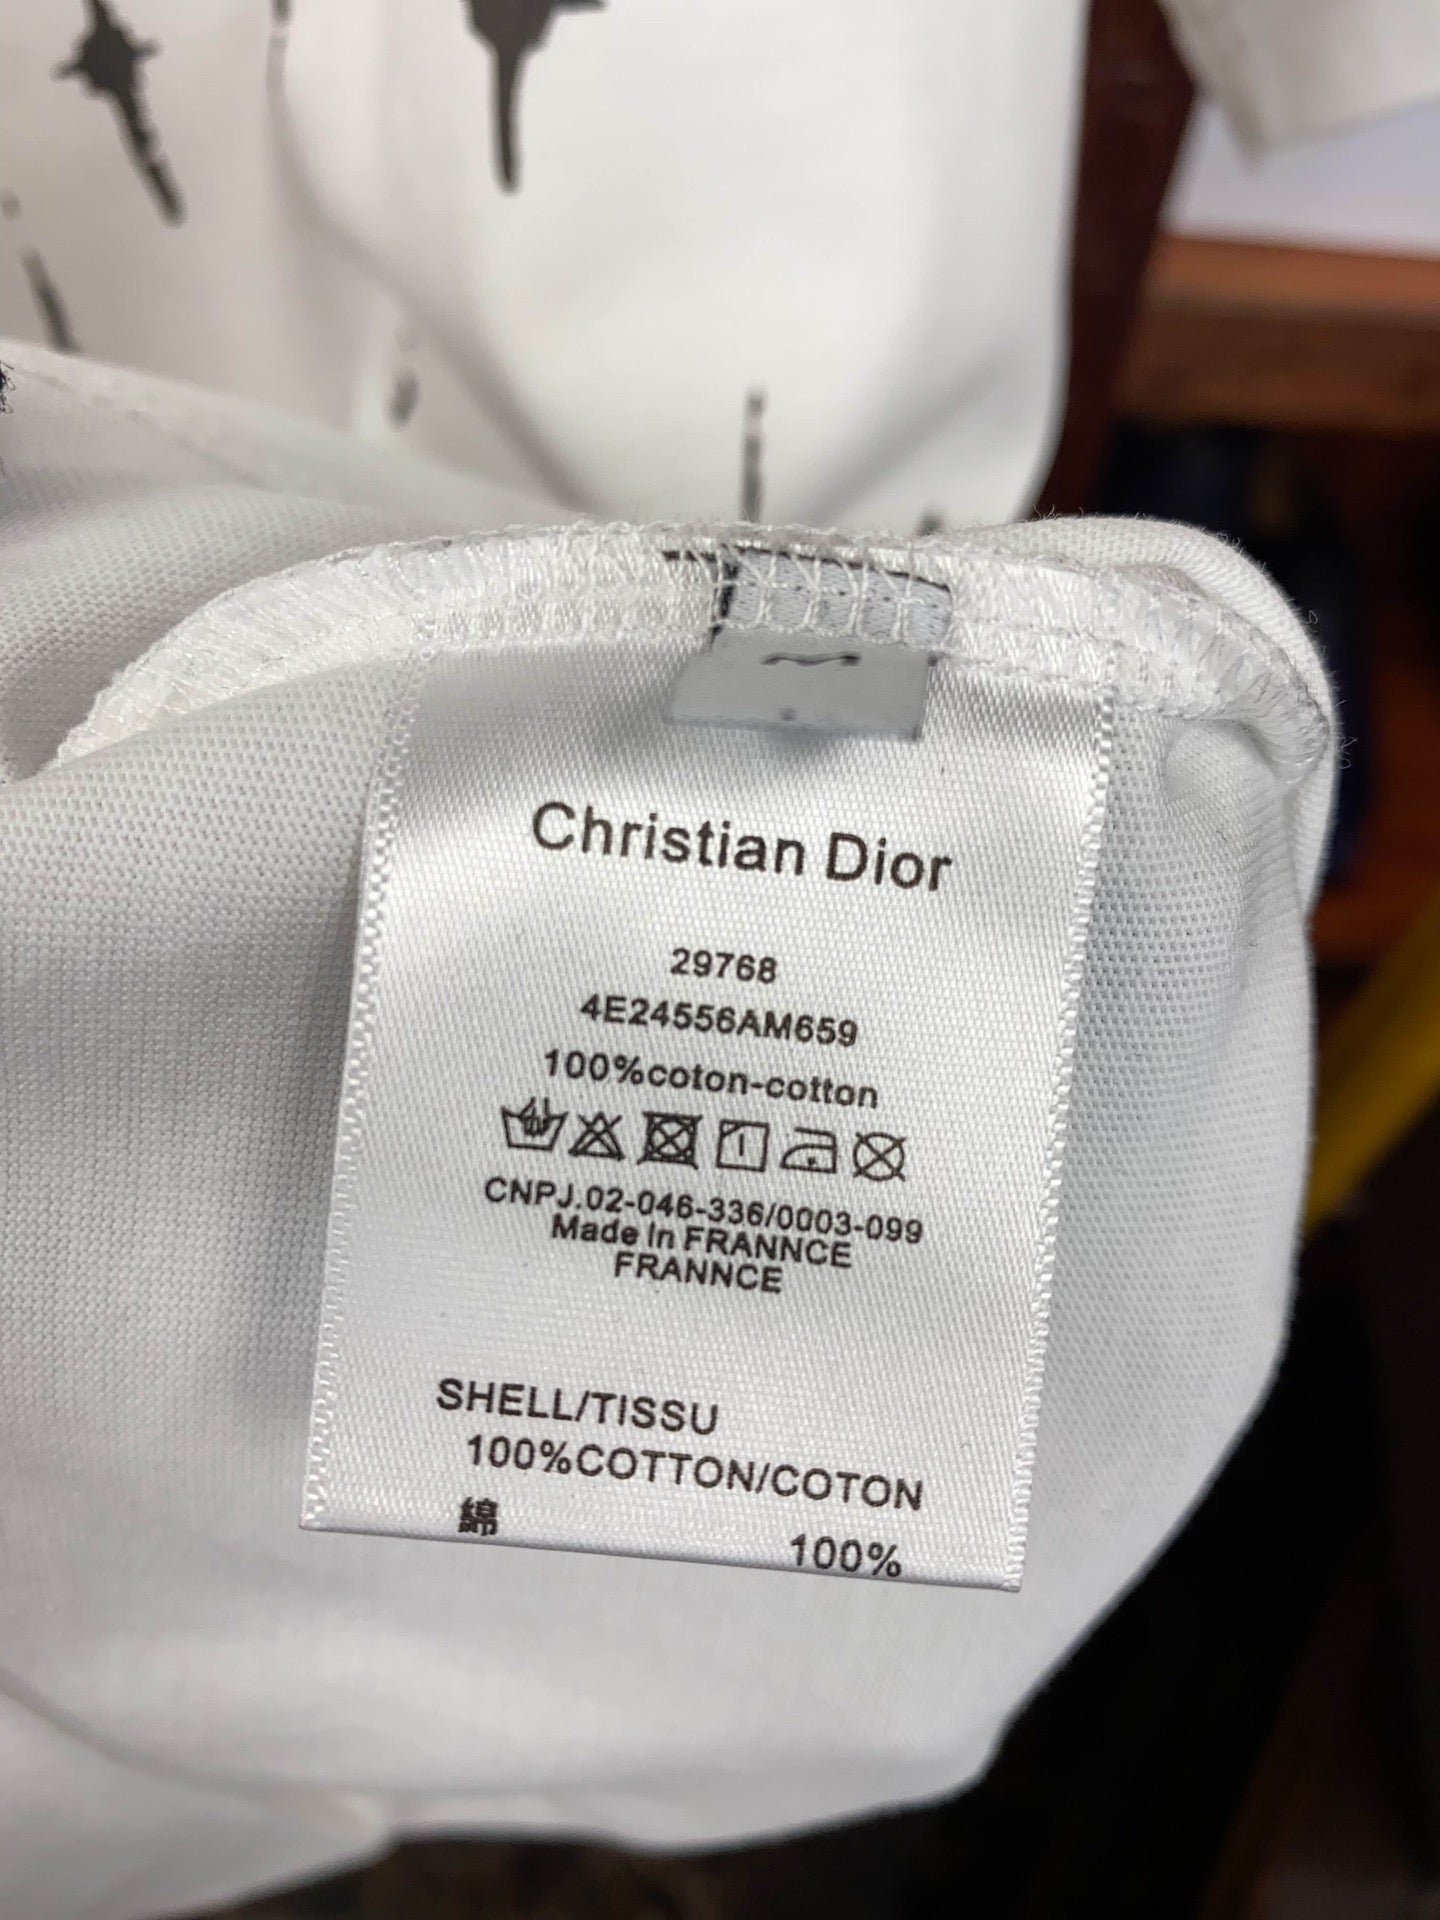 Christian Dior
29768
4E24556AM659
100%coton-cotton
CNPJ.02-046-336/0003-099
Made In FRANNCE
FRANNCE
SHELL/TISSU
100%COTTON/COTON
綿 100%